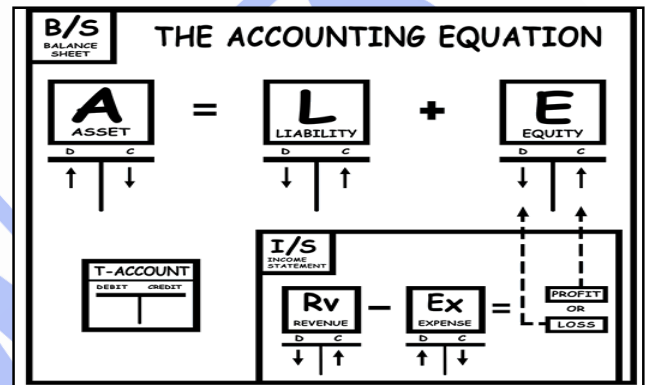 B/S
BALANCE
SHEET
THE ACCOUNTING EQUATION
A = L + E
ASSET LIABILITY EQUITY
D C D C D C
T-ACCOUNT
DEBIT CREDIT
I/S
INCOME
STATEMENT
Rv – Ex =
REVENUE EXPENSE
D C D C
PROFIT
OR
LOSS